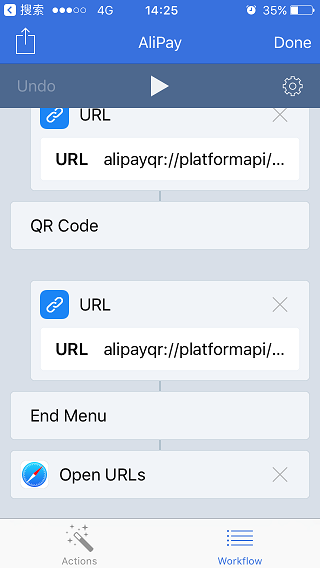 搜索 4G 14:25 35%
AliPay Done
Undo
URL
URL alipayqr://platformapi/...
QR Code
URL
URL alipayqr://platformapi/...
End Menu
Open URLs
Actions Workflow